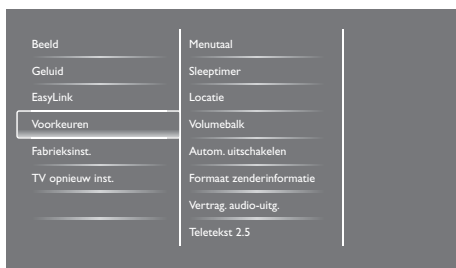 Beeld
Geluid
EasyLink
Voorkeuren
Fabrieksinst.
TV opnieuw inst.
Menutaal
Sleeptimer
Locatie
Volumebalk
Autom. uitschakelen
Formaat zenderinformatie
Vertrag. audio-uitg.
Teletekst 2.5